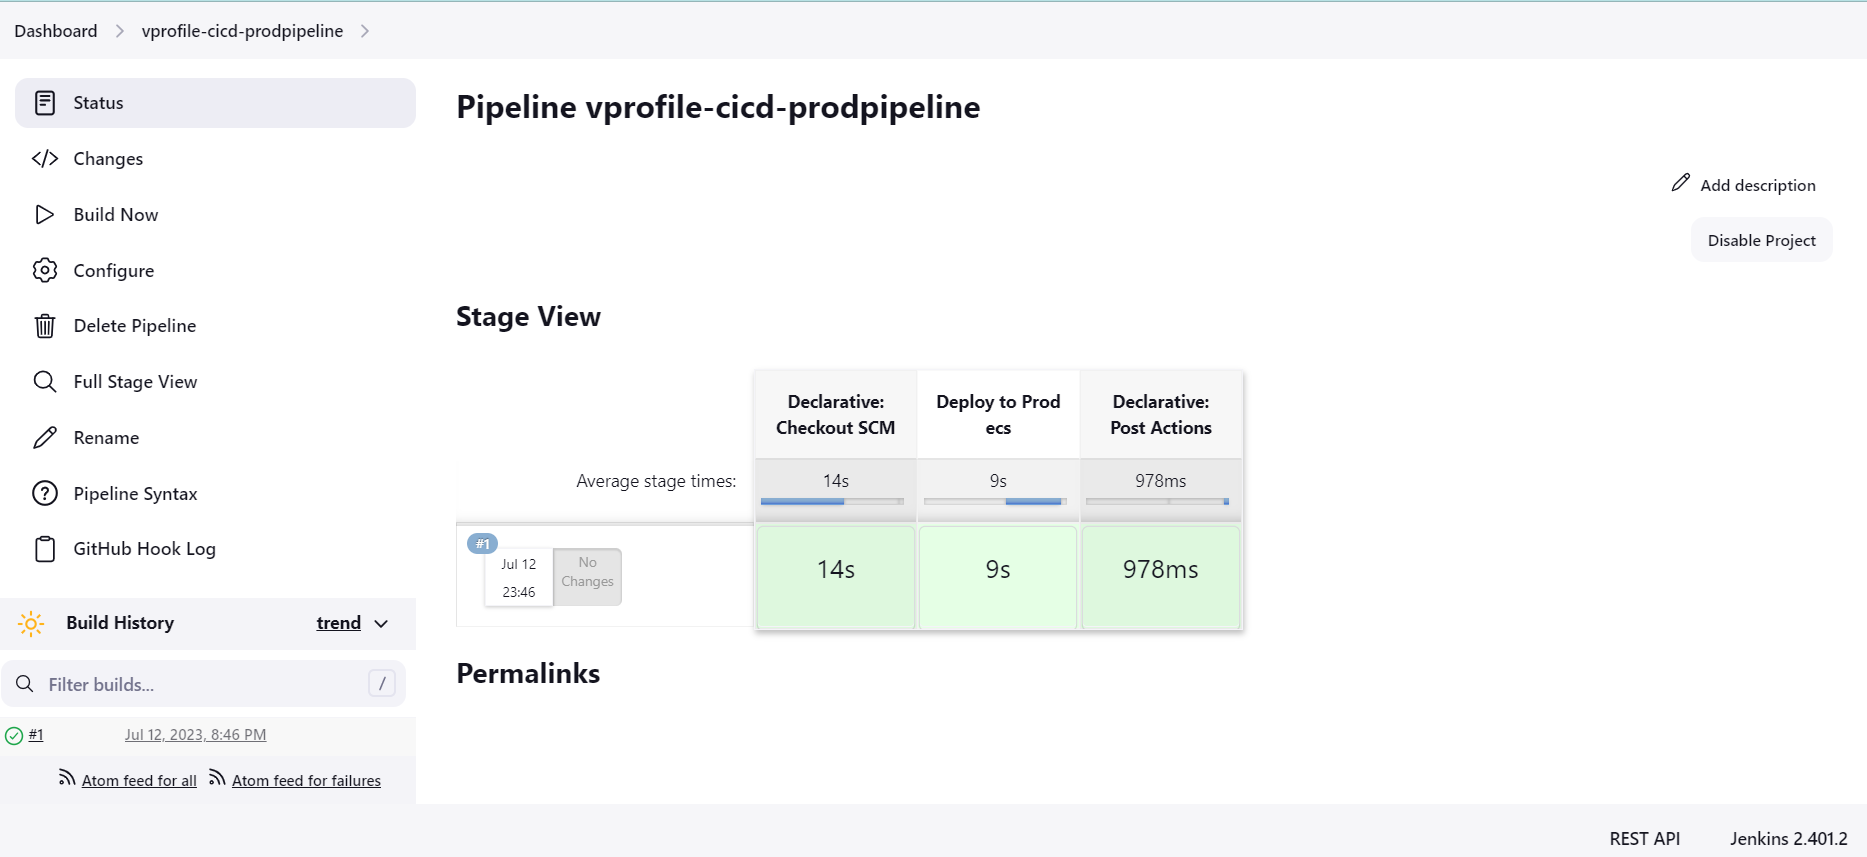 Dashboard
vprofile-cicd-prodpipeline
Status
Changes
Build Now
Configure
Delete Pipeline
Full Stage View
Rename
Pipeline Syntax
GitHub Hook Log
Build History
trend
Filter builds...
/
#1
Jul 12, 2023, 8:46 PM
Atom feed for all
Atom feed for failures
Pipeline vprofile-cicd-prodpipeline
Add description
Disable Project
Stage View
Declarative:
Checkout SCM
Deploy to Prod
ecs
Declarative:
Post Actions
Average stage times:
14s
9s
978ms
#1
Jul 12
23:46
No
Changes
14s
9s
978ms
Permalinks
REST API
Jenkins 2.401.2